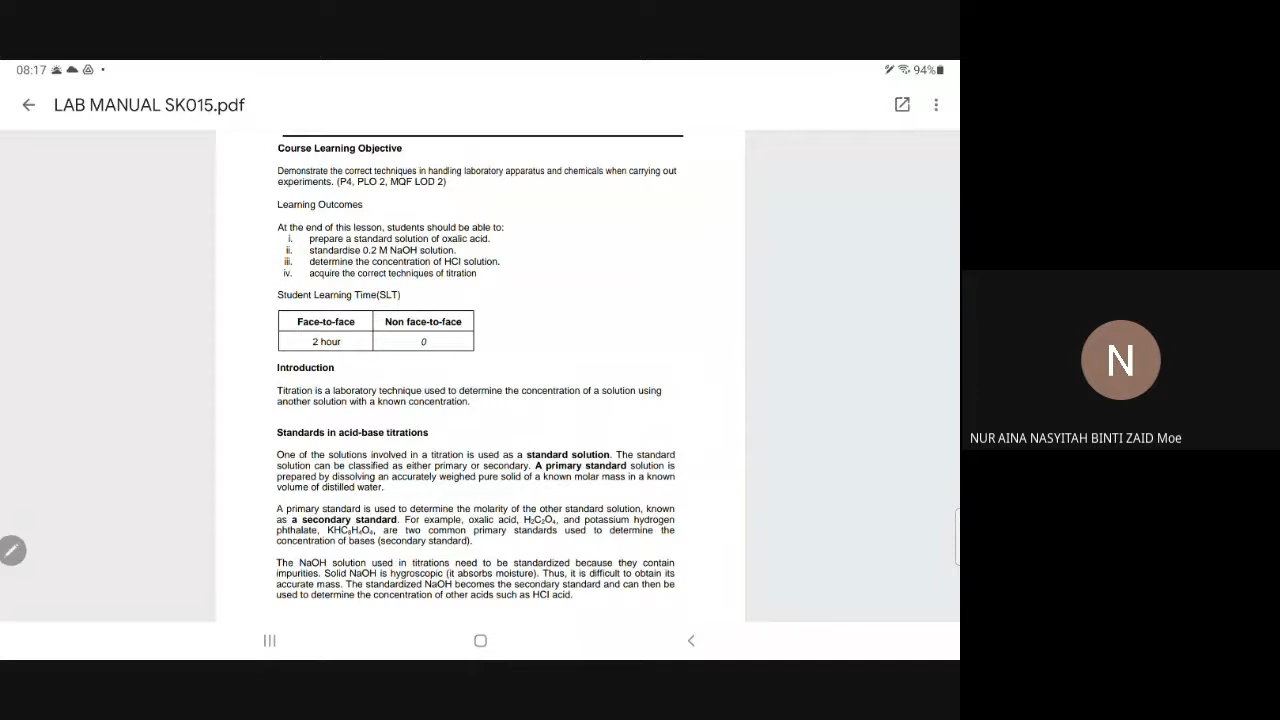 08:17
94%
LAB MANUAL SK015.pdf
Course Learning Objective
Demonstrate the correct techniques in handling laboratory apparatus and chemicals when carrying out
experiments. (P4, PLO 2, MQF LOD 2)
Learning Outcomes
At the end of this lesson, students should be able to:
i. prepare a standard solution of oxalic acid.
ii. standardise 0.2 M NaOH solution.
iii. determine the concentration of HCl solution.
iv. acquire the correct techniques of titration
Student Learning Time(SLT)
Face-to-face Non face-to-face
2 hour 0
Introduction
Titration is a laboratory technique used to determine the concentration of a solution using
another solution with a known concentration.
Standards in acid-base titrations
One of the solutions involved in a titration is used as a standard solution. The standard
solution can be classified as either primary or secondary. A primary standard solution is
prepared by dissolving an accurately weighed pure solid of a known molar mass in a known
volume of distilled water.
A primary standard is used to determine the molarity of the other standard solution, known
as a secondary standard. For example, oxalic acid, H₂C₂O₄, and potassium hydrogen
phthalate, KHC₈H₄O₄, are two common primary standards used to determine the
concentration of bases (secondary standard).
The NaOH solution used in titrations need to be standardized because they contain
impurities. Solid NaOH is hygroscopic (it absorbs moisture). Thus, it is difficult to obtain its
accurate mass. The standardized NaOH becomes the secondary standard and can then be
used to determine the concentration of other acids such as HCl acid.
N
NUR AINA NASYITAH BINTI ZAID Moe